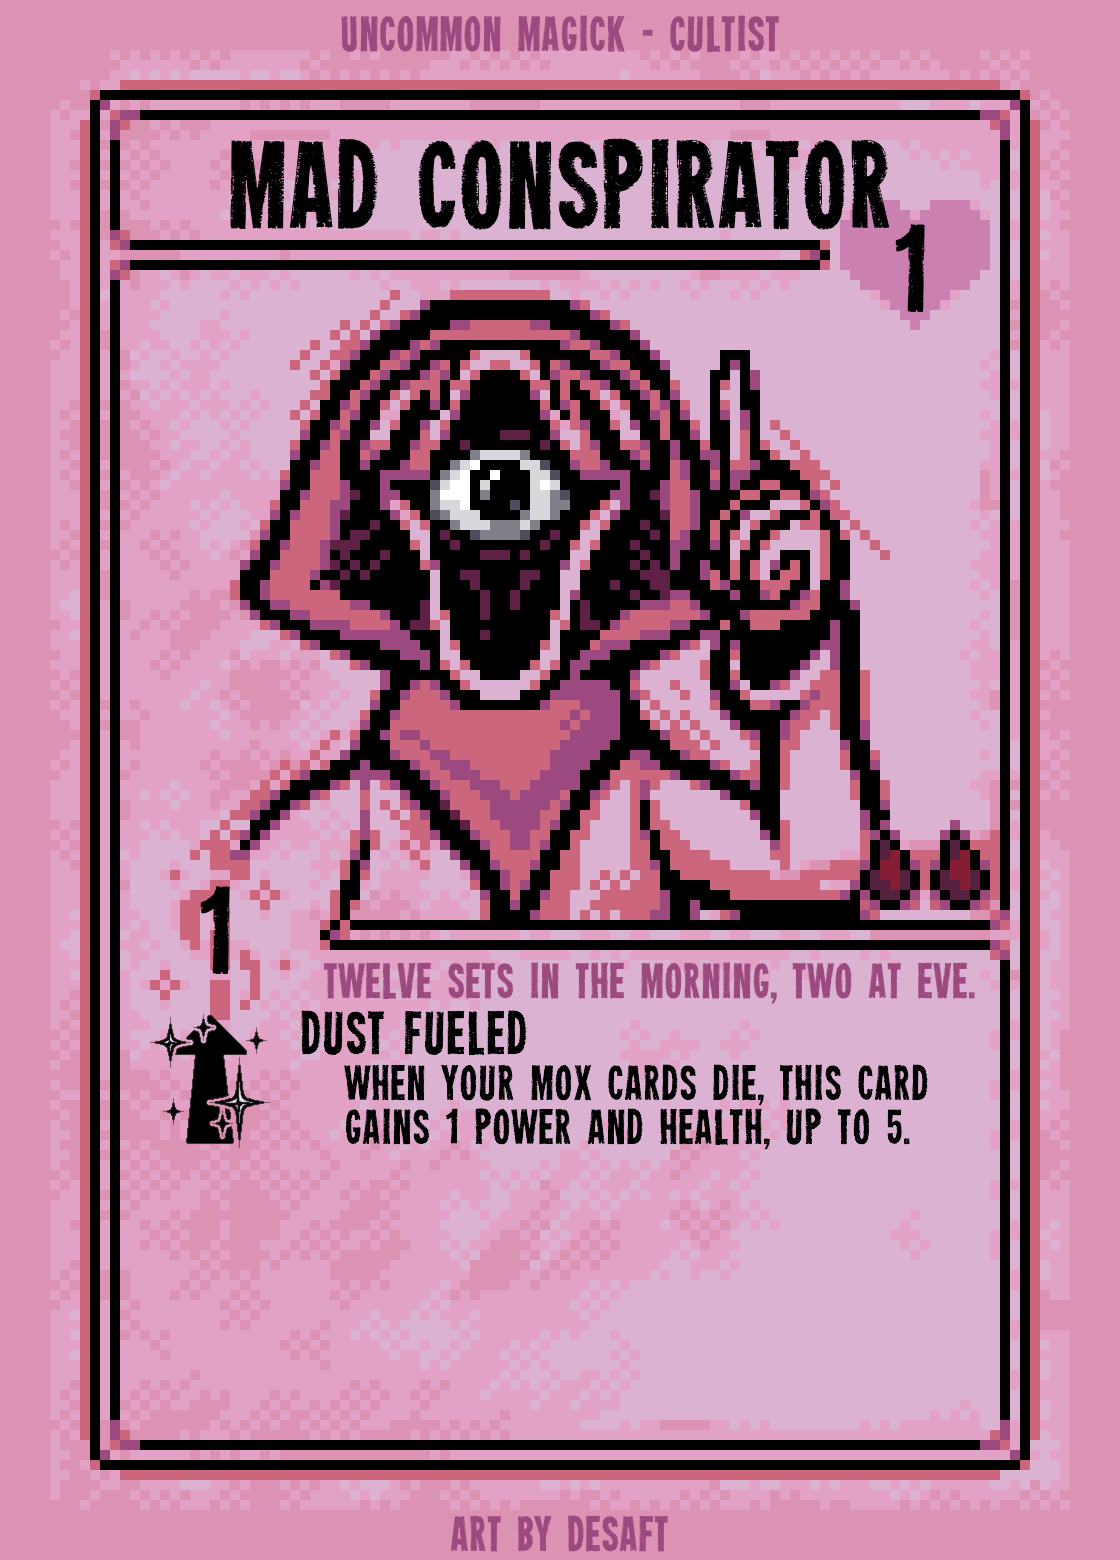 UNCOMMON MAGICK - CULTIST
MAD CONSPIRATOR
1
1
TWELVE SETS IN THE MORNING, TWO AT EVE.
DUST FUELED
WHEN YOUR MOX CARDS DIE, THIS CARD
GAINS 1 POWER AND HEALTH, UP TO 5.
ART BY DESAFT